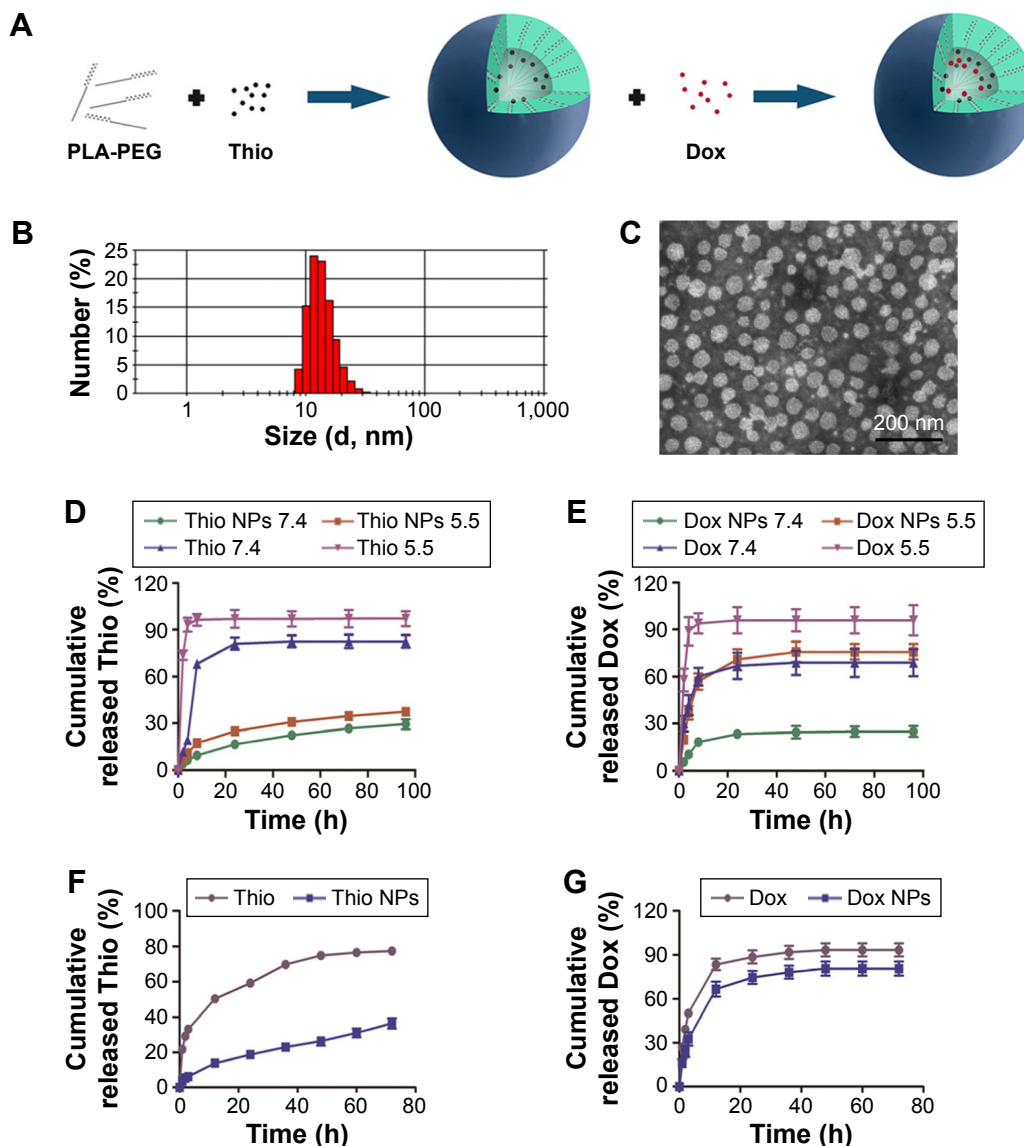 A
PLA-PEG
Thio
Dox
B
Number (%)
25
20
15
10
5
0
1
10
100
1,000
Size (d, nm)
C
200 nm
D
Thio NPs 7.4
Thio NPs 5.5
Thio 7.4
Thio 5.5
Cumulative
released Thio (%)
120
90
60
30
0
0
20
40
60
80
100
Time (h)
E
Dox NPs 7.4
Dox NPs 5.5
Dox 7.4
Dox 5.5
Cumulative
released Dox (%)
120
90
60
30
0
0
20
40
60
80
100
Time (h)
F
Thio
Thio NPs
Cumulative
released Thio (%)
100
80
60
40
20
0
0
20
40
60
80
Time (h)
G
Dox
Dox NPs
Cumulative
released Dox (%)
120
90
60
30
0
0
20
40
60
80
Time (h)